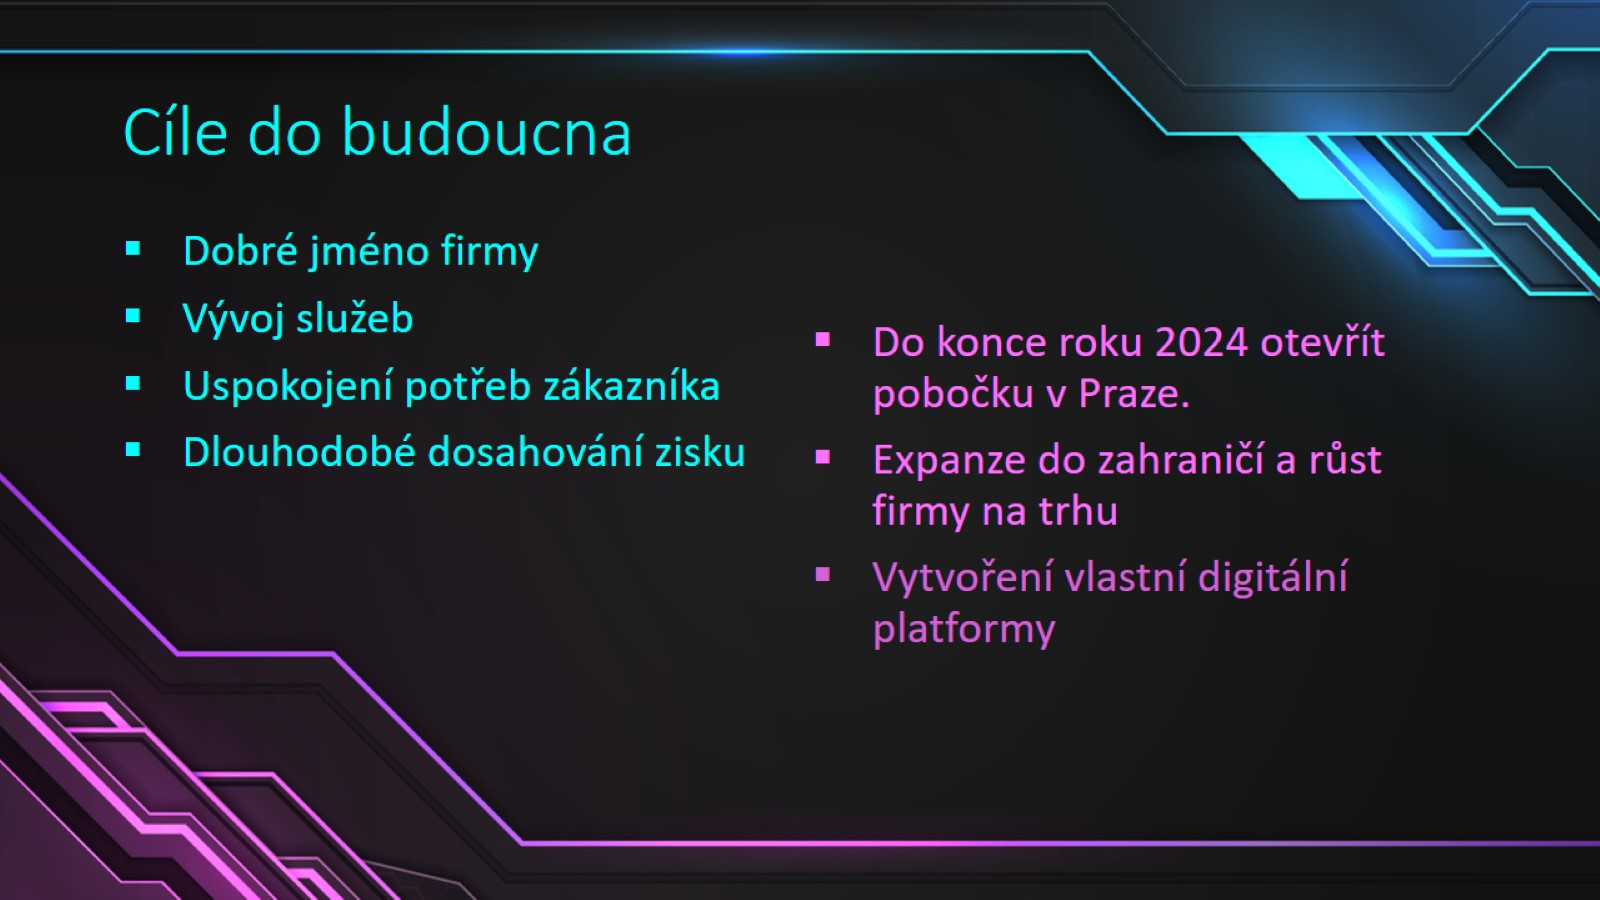 Cíle do budoucna
▪ Dobré jméno firmy
▪ Vývoj služeb
▪ Uspokojení potřeb zákazníka
▪ Dlouhodobé dosahování zisku
▪ Do konce roku 2024 otevřít
pobočku v Praze.
▪ Expanze do zahraničí a růst
firmy na trhu
▪ Vytvoření vlastní digitální
platformy